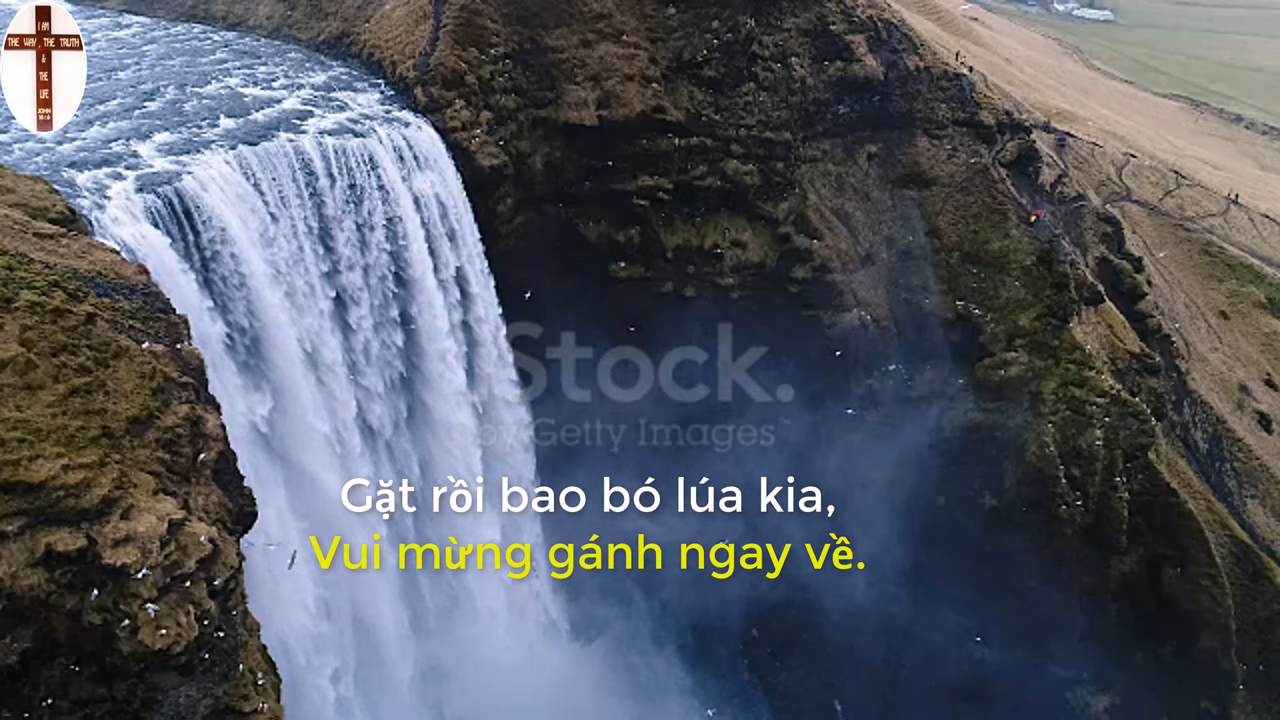 I AM
THE WAY, THE TRUTH
&
THE
LIFE
JOHN
iStock.
by Getty Images™
Gặt rồi bao bó lúa kia,
Vui mừng gánh ngay về.